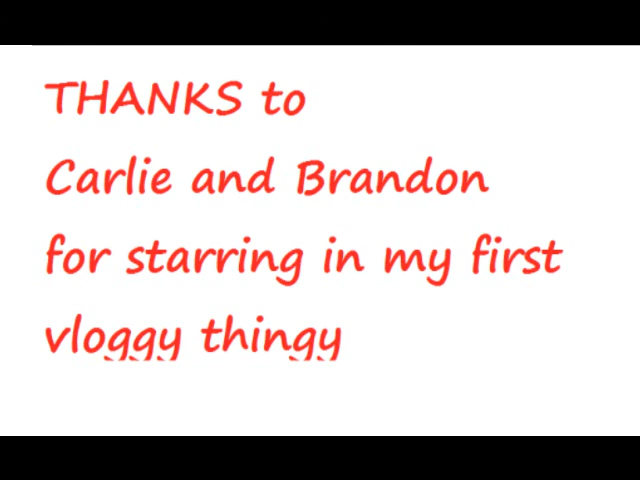 THANKS to
Carlie and Brandon
for starring in my first
vloggy thingy